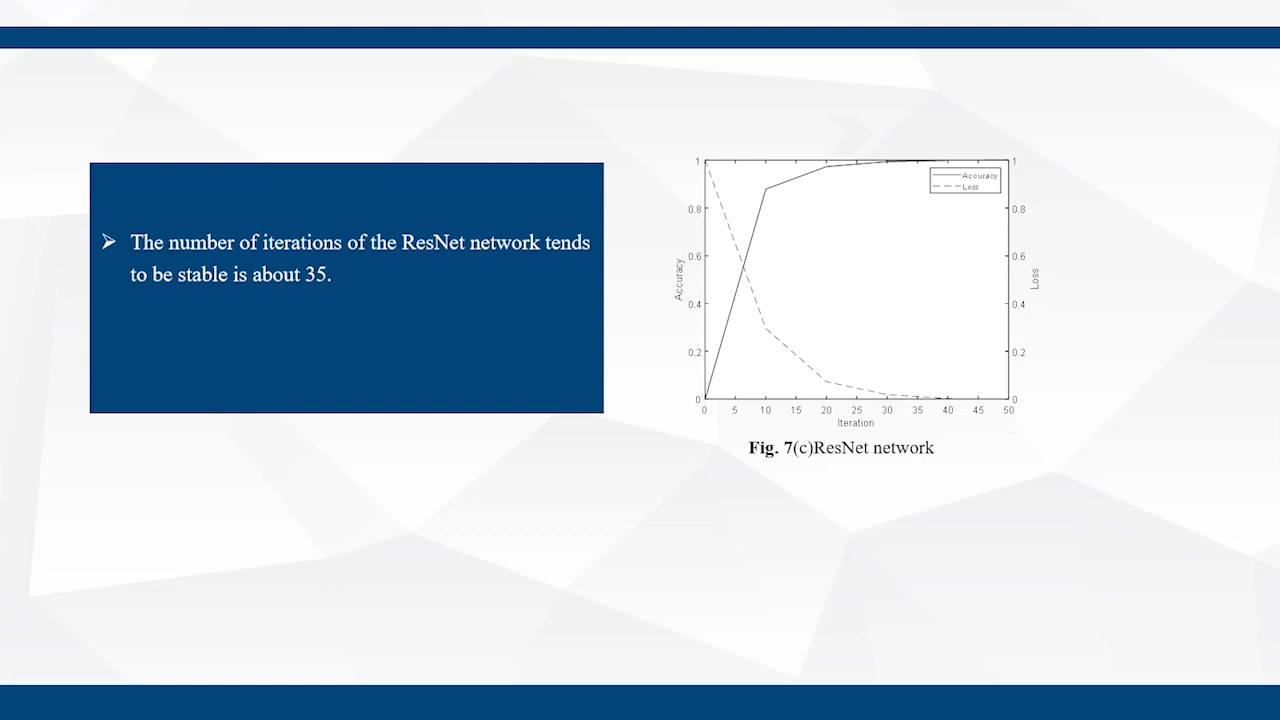 ➢ The number of iterations of the ResNet network tends
to be stable is about 35.
1
0.8
0.6
0.4
0.2
0
Accuracy
Accuracy
Loss
1
0.8
0.6
0.4
0.2
0
Loss
0 5 10 15 20 25 30 35 40 45 50
Iteration
Fig. 7(c)ResNet network